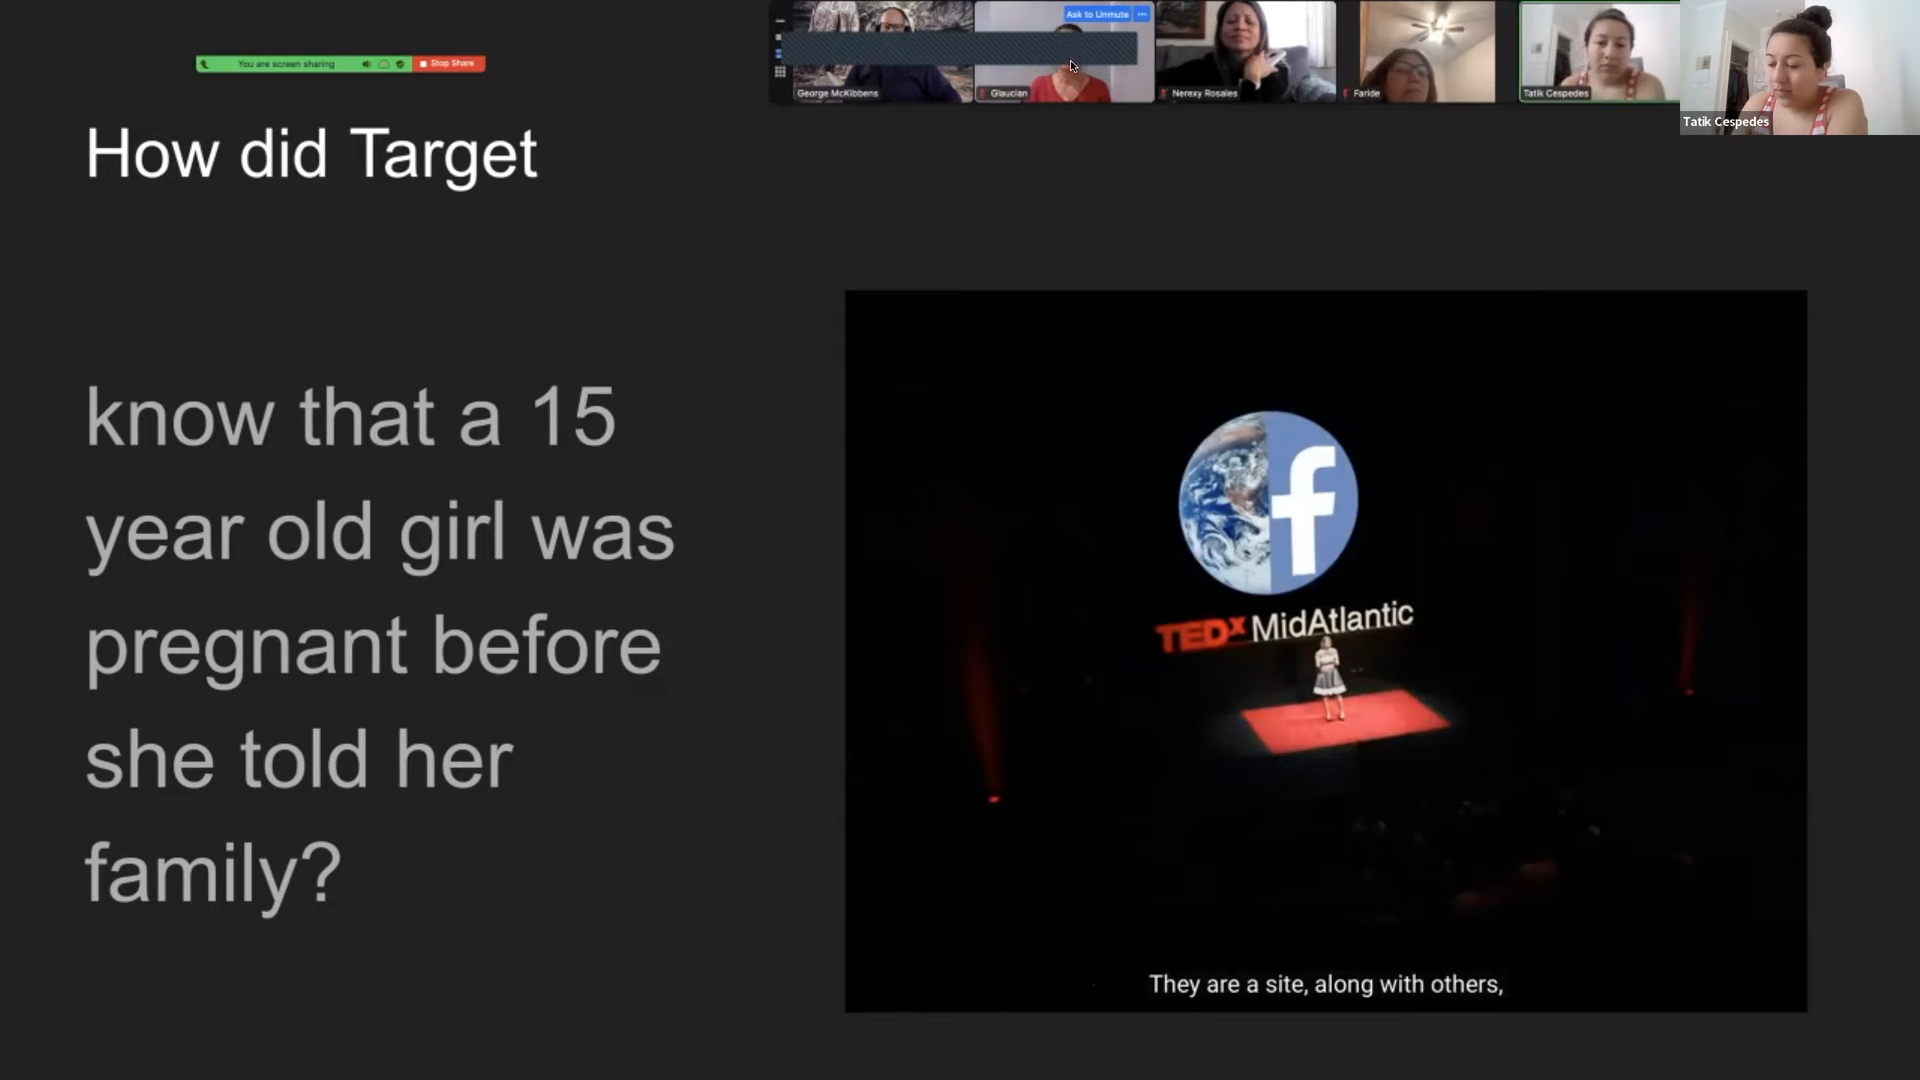 You are screen sharing
Stop Share
Ask to Unmute
George McKibbens
Glaucian
Nerexy Rosales
Faride
Tatik Cespedes
Tatik Cespedes
How did Target
know that a 15
year old girl was
pregnant before
she told her
family?
f
TEDx MidAtlantic
They are a site, along with others,